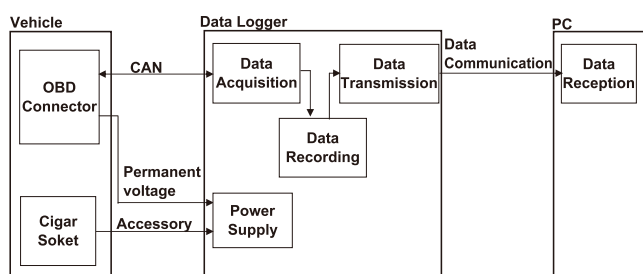 Vehicle
Data Logger
PC
OBD
Connector
CAN
Data
Acquisition
Data
Transmission
Data
Communication
Data
Reception
Data
Recording
Permanent
voltage
Cigar
Soket
Accessory
Power
Supply